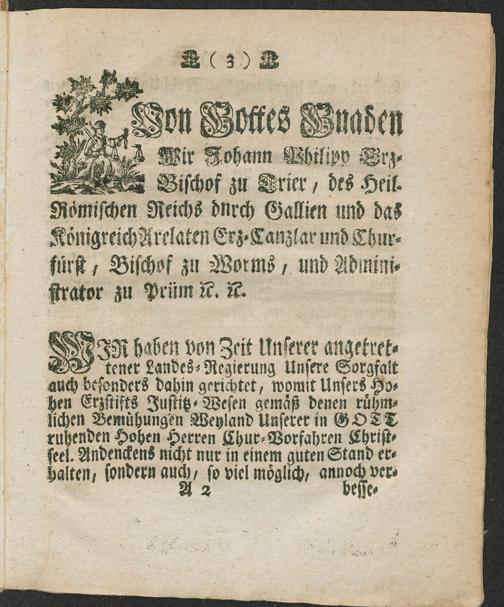 ( 3 )
Von Gottes Gnaden
Wir Johann Philipp Erz-
Bischof zu Trier, des Heil.
Römischen Reichs dnrch Gallien und das
Königreich Arelaten Erz-Canzlar und Chur-
fürst, Bischof zu Worms, und Admini-
strator zu Prüm ꝛc. ꝛc.
WIR haben von Zeit Unserer angetret-
tener Landes-Regierung Unsere Sorgfalt
auch besonders dahin gerichtet, womit Unsers Ho-
hen Erzstifts Justitz-Wesen gemäß denen rühm-
lichen Bemühungen Weyland Unserer in GOTT
ruhenden Hohen Herren Chur-Vorfahren Christ-
seel. Andenckens nicht nur in einem guten Stand er-
halten, sondern auch, so viel möglich, annoch ver-
A 2 besse-